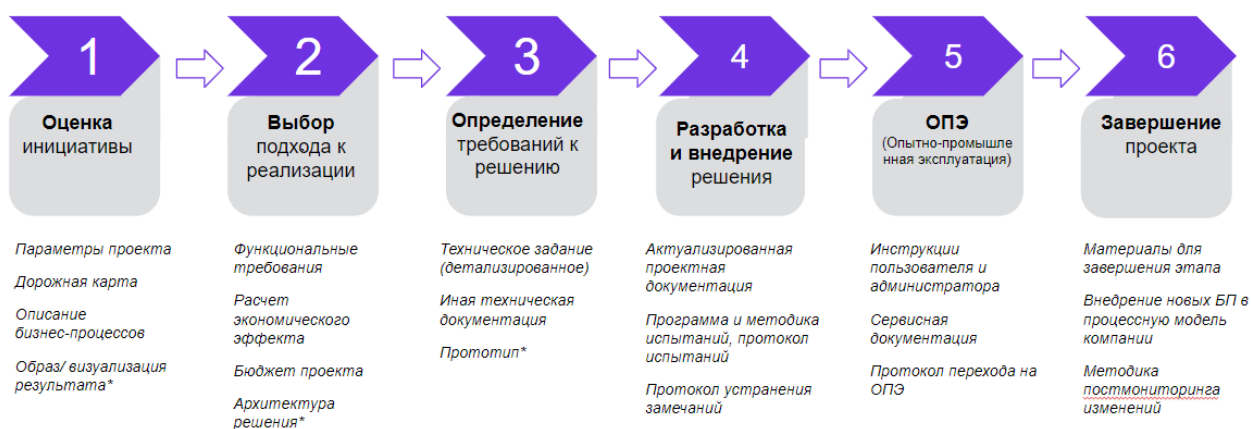 1
Оценка
инициативы
Параметры проекта
Дорожная карта
Описание
бизнес-процессов
Образ/ визуализация
результата*
2
Выбор
подхода к
реализации
Функциональные
требования
Расчет
экономического
эффекта
Бюджет проекта
Архитектура
решения*
3
Определение
требований к
решению
Техническое задание
(детализированное)
Иная техническая
документация
Прототип*
4
Разработка
и внедрение
решения
Актуализированная
проектная
документация
Программа и методика
испытаний, протокол
испытаний
Протокол устранения
замечаний
5
ОПЭ
(Опытно-промышле
нная эксплуатация)
Инструкции
пользователя и
администратора
Сервисная
документация
Протокол перехода на
ОПЭ
6
Завершение
проекта
Материалы для
завершения этапа
Внедрение новых БП в
процессную модель
компании
Методика
постмониторинга
изменений